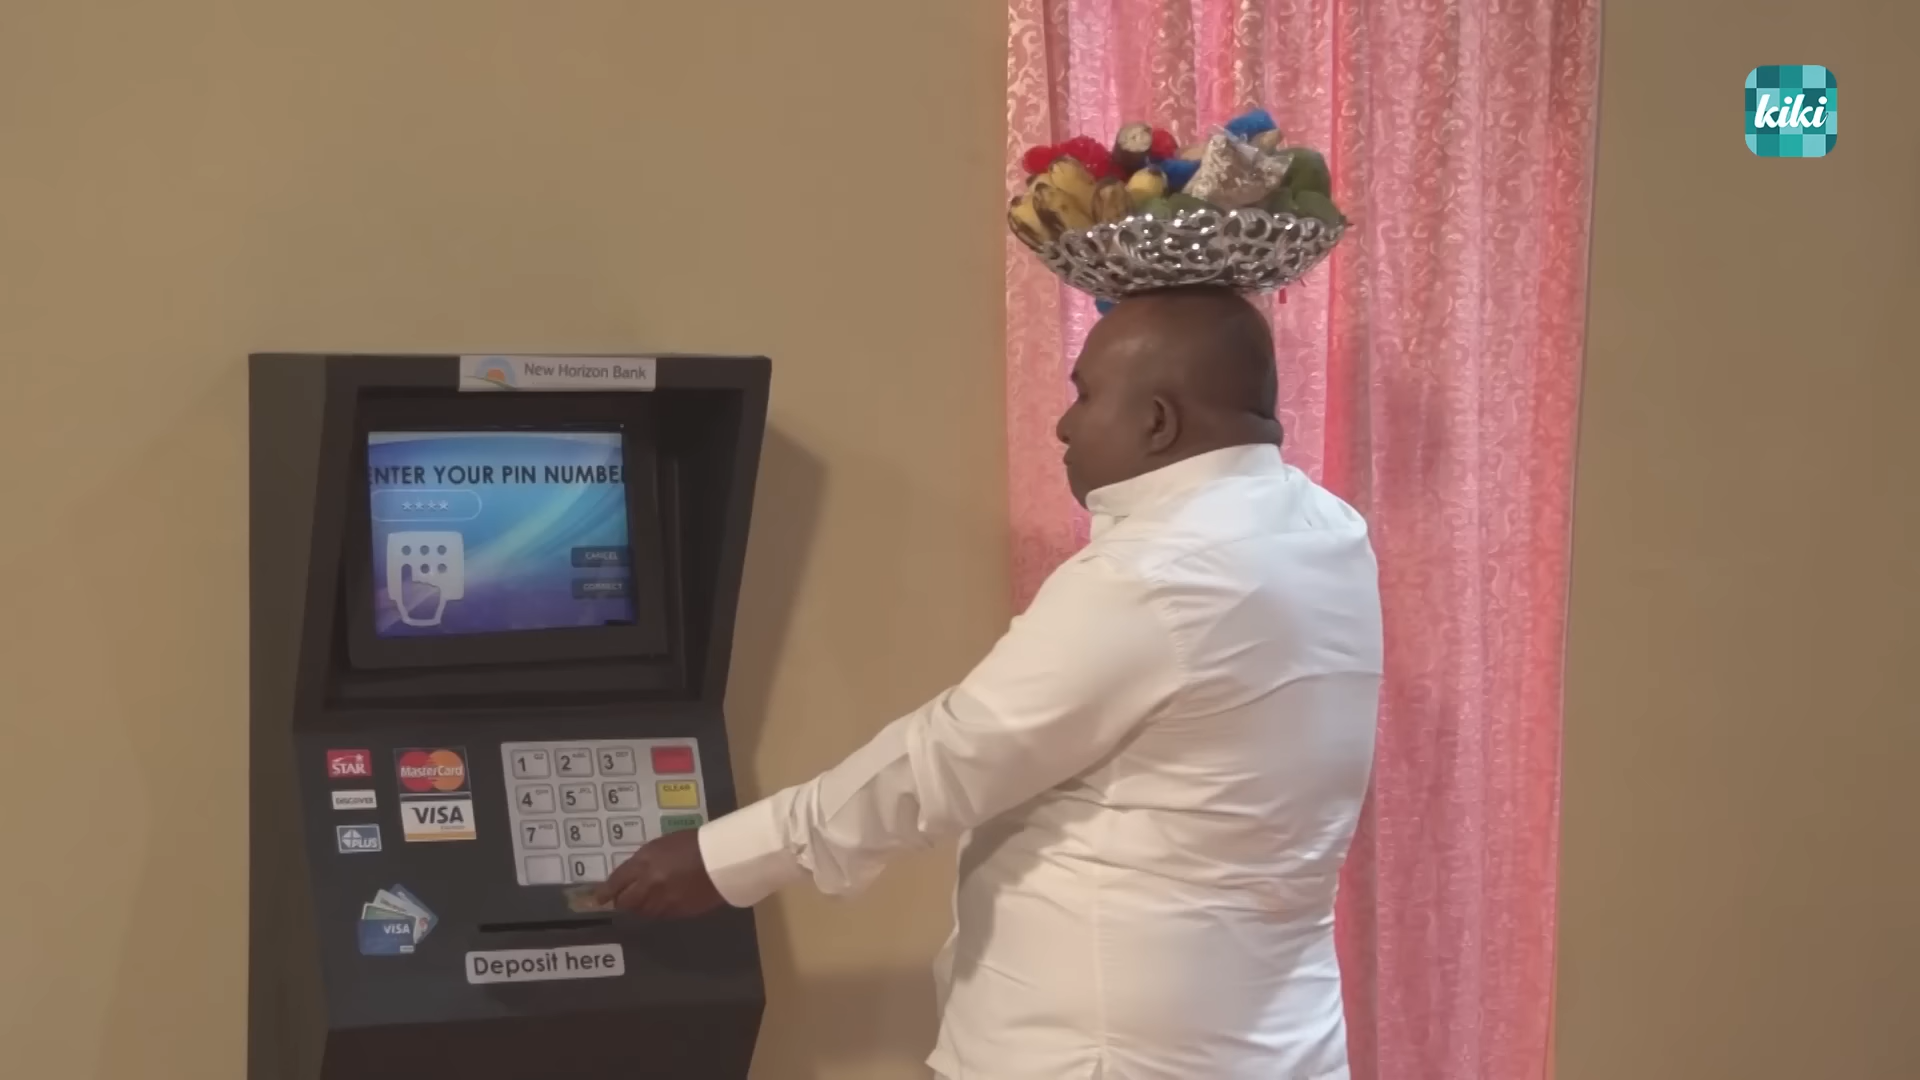 kiki
New Horizon Bank
ENTER YOUR PIN NUMBER
****
CANCEL
CORRECT
STAR
MasterCard
DISCOVER
VISA
PLUS
1 2 3
4 5 6 CLEAR
7 8 9 ENTER
0
VISA
Deposit here